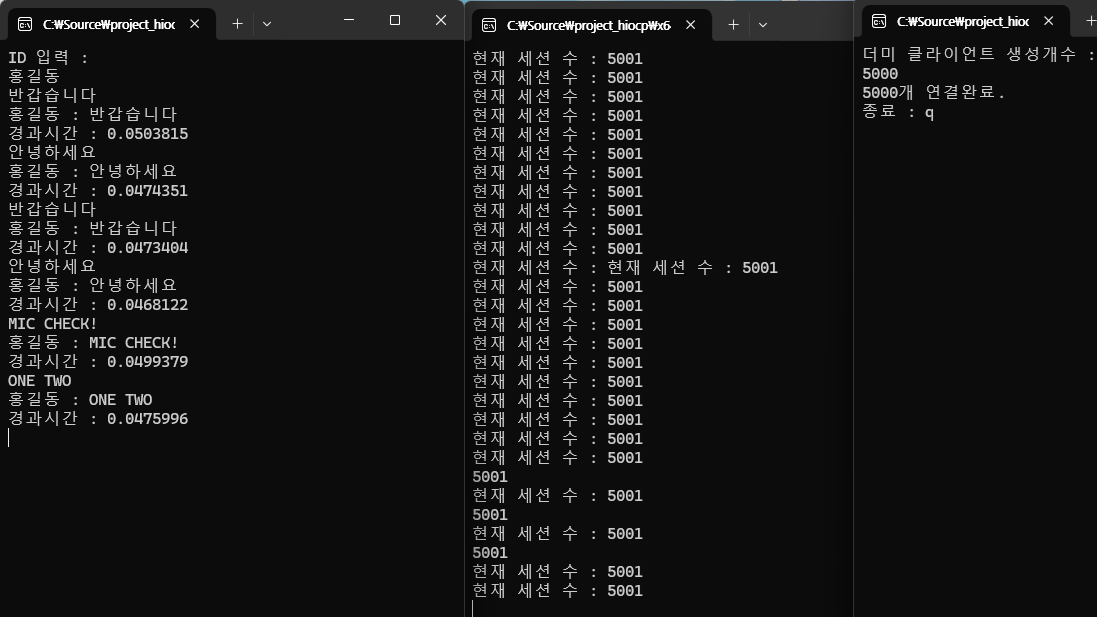 C:₩Source₩project_hiox
ID 입력 :
홍길동
반갑습니다
홍길동 : 반갑습니다
경과시간 : 0.0503815
안녕하세요
홍길동 : 안녕하세요
경과시간 : 0.0474351
반갑습니다
홍길동 : 반갑습니다
경과시간 : 0.0473404
안녕하세요
홍길동 : 안녕하세요
경과시간 : 0.0468122
MIC CHECK!
홍길동 : MIC CHECK!
경과시간 : 0.0499379
ONE TWO
홍길동 : ONE TWO
경과시간 : 0.0475996
C:₩Source₩project_hiocp₩x6
현재 세션 수 : 5001
현재 세션 수 : 5001
현재 세션 수 : 5001
현재 세션 수 : 5001
현재 세션 수 : 5001
현재 세션 수 : 5001
현재 세션 수 : 5001
현재 세션 수 : 5001
현재 세션 수 : 5001
현재 세션 수 : 5001
현재 세션 수 : 5001
현재 세션 수 : 현재 세션 수 : 5001
현재 세션 수 : 5001
현재 세션 수 : 5001
현재 세션 수 : 5001
현재 세션 수 : 5001
현재 세션 수 : 5001
현재 세션 수 : 5001
현재 세션 수 : 5001
현재 세션 수 : 5001
현재 세션 수 : 5001
현재 세션 수 : 5001
5001
현재 세션 수 : 5001
5001
현재 세션 수 : 5001
5001
현재 세션 수 : 5001
현재 세션 수 : 5001
C:₩Source₩project_hiox
더미 클라이언트 생성개수 :
5000
5000개 연결완료.
종료 : q